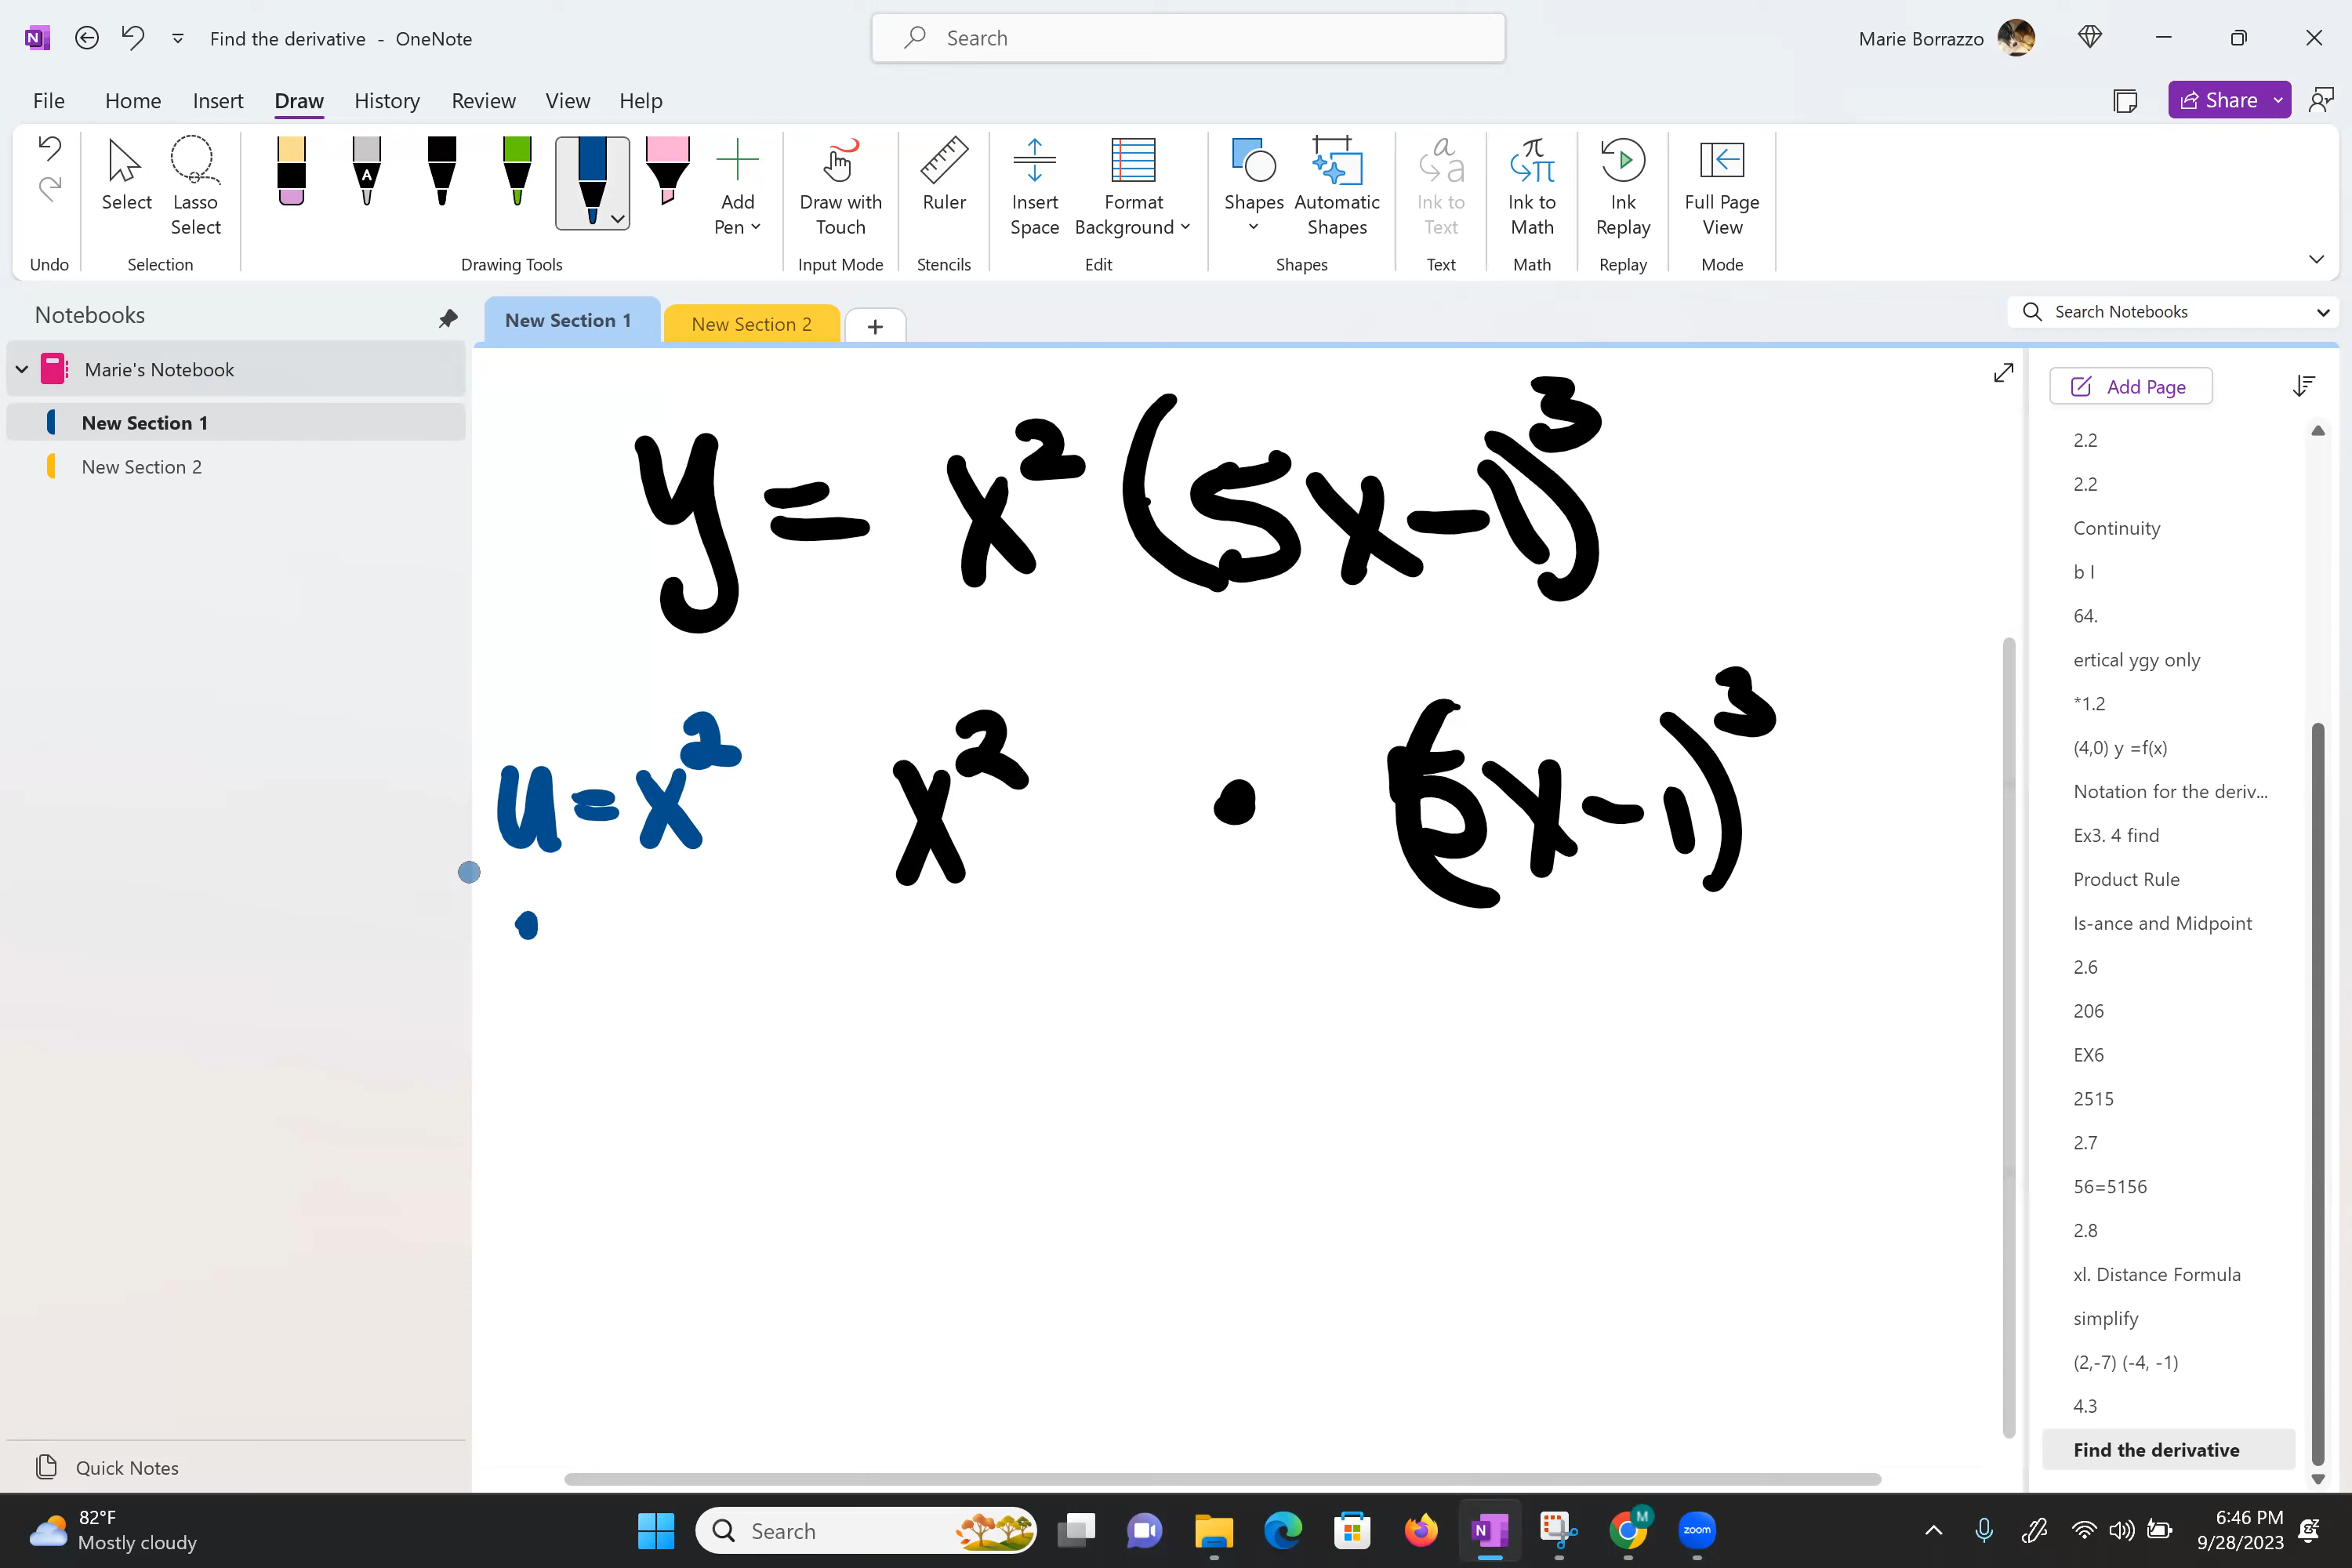 Find the derivative - OneNote
Search
Marie Borrazzo
File Home Insert Draw History Review View Help
Share
Select
Lasso Select
A
Add Pen
Draw with Touch
Ruler
Insert Space
Format Background
Shapes
Automatic Shapes
Ink to Text
Ink to Math
Ink Replay
Full Page View
Undo
Selection
Drawing Tools
Input Mode
Stencils
Edit
Shapes
Text
Math
Replay
Mode
Notebooks
New Section 1
New Section 2
+
Search Notebooks
Marie's Notebook
New Section 1
New Section 2
Quick Notes
y = x² (5x-1)³
u=x²
x² • (5x-1)³
Add Page
2.2
2.2
Continuity
b I
64.
ertical ygy only
*1.2
(4,0) y =f(x)
Notation for the deriv...
Ex3. 4 find
Product Rule
Is-ance and Midpoint
2.6
206
EX6
2515
2.7
56=5156
2.8
xl. Distance Formula
simplify
(2,-7) (-4, -1)
4.3
Find the derivative
82°F
Mostly cloudy
Search
N
M
zoom
6:46 PM
9/28/2023